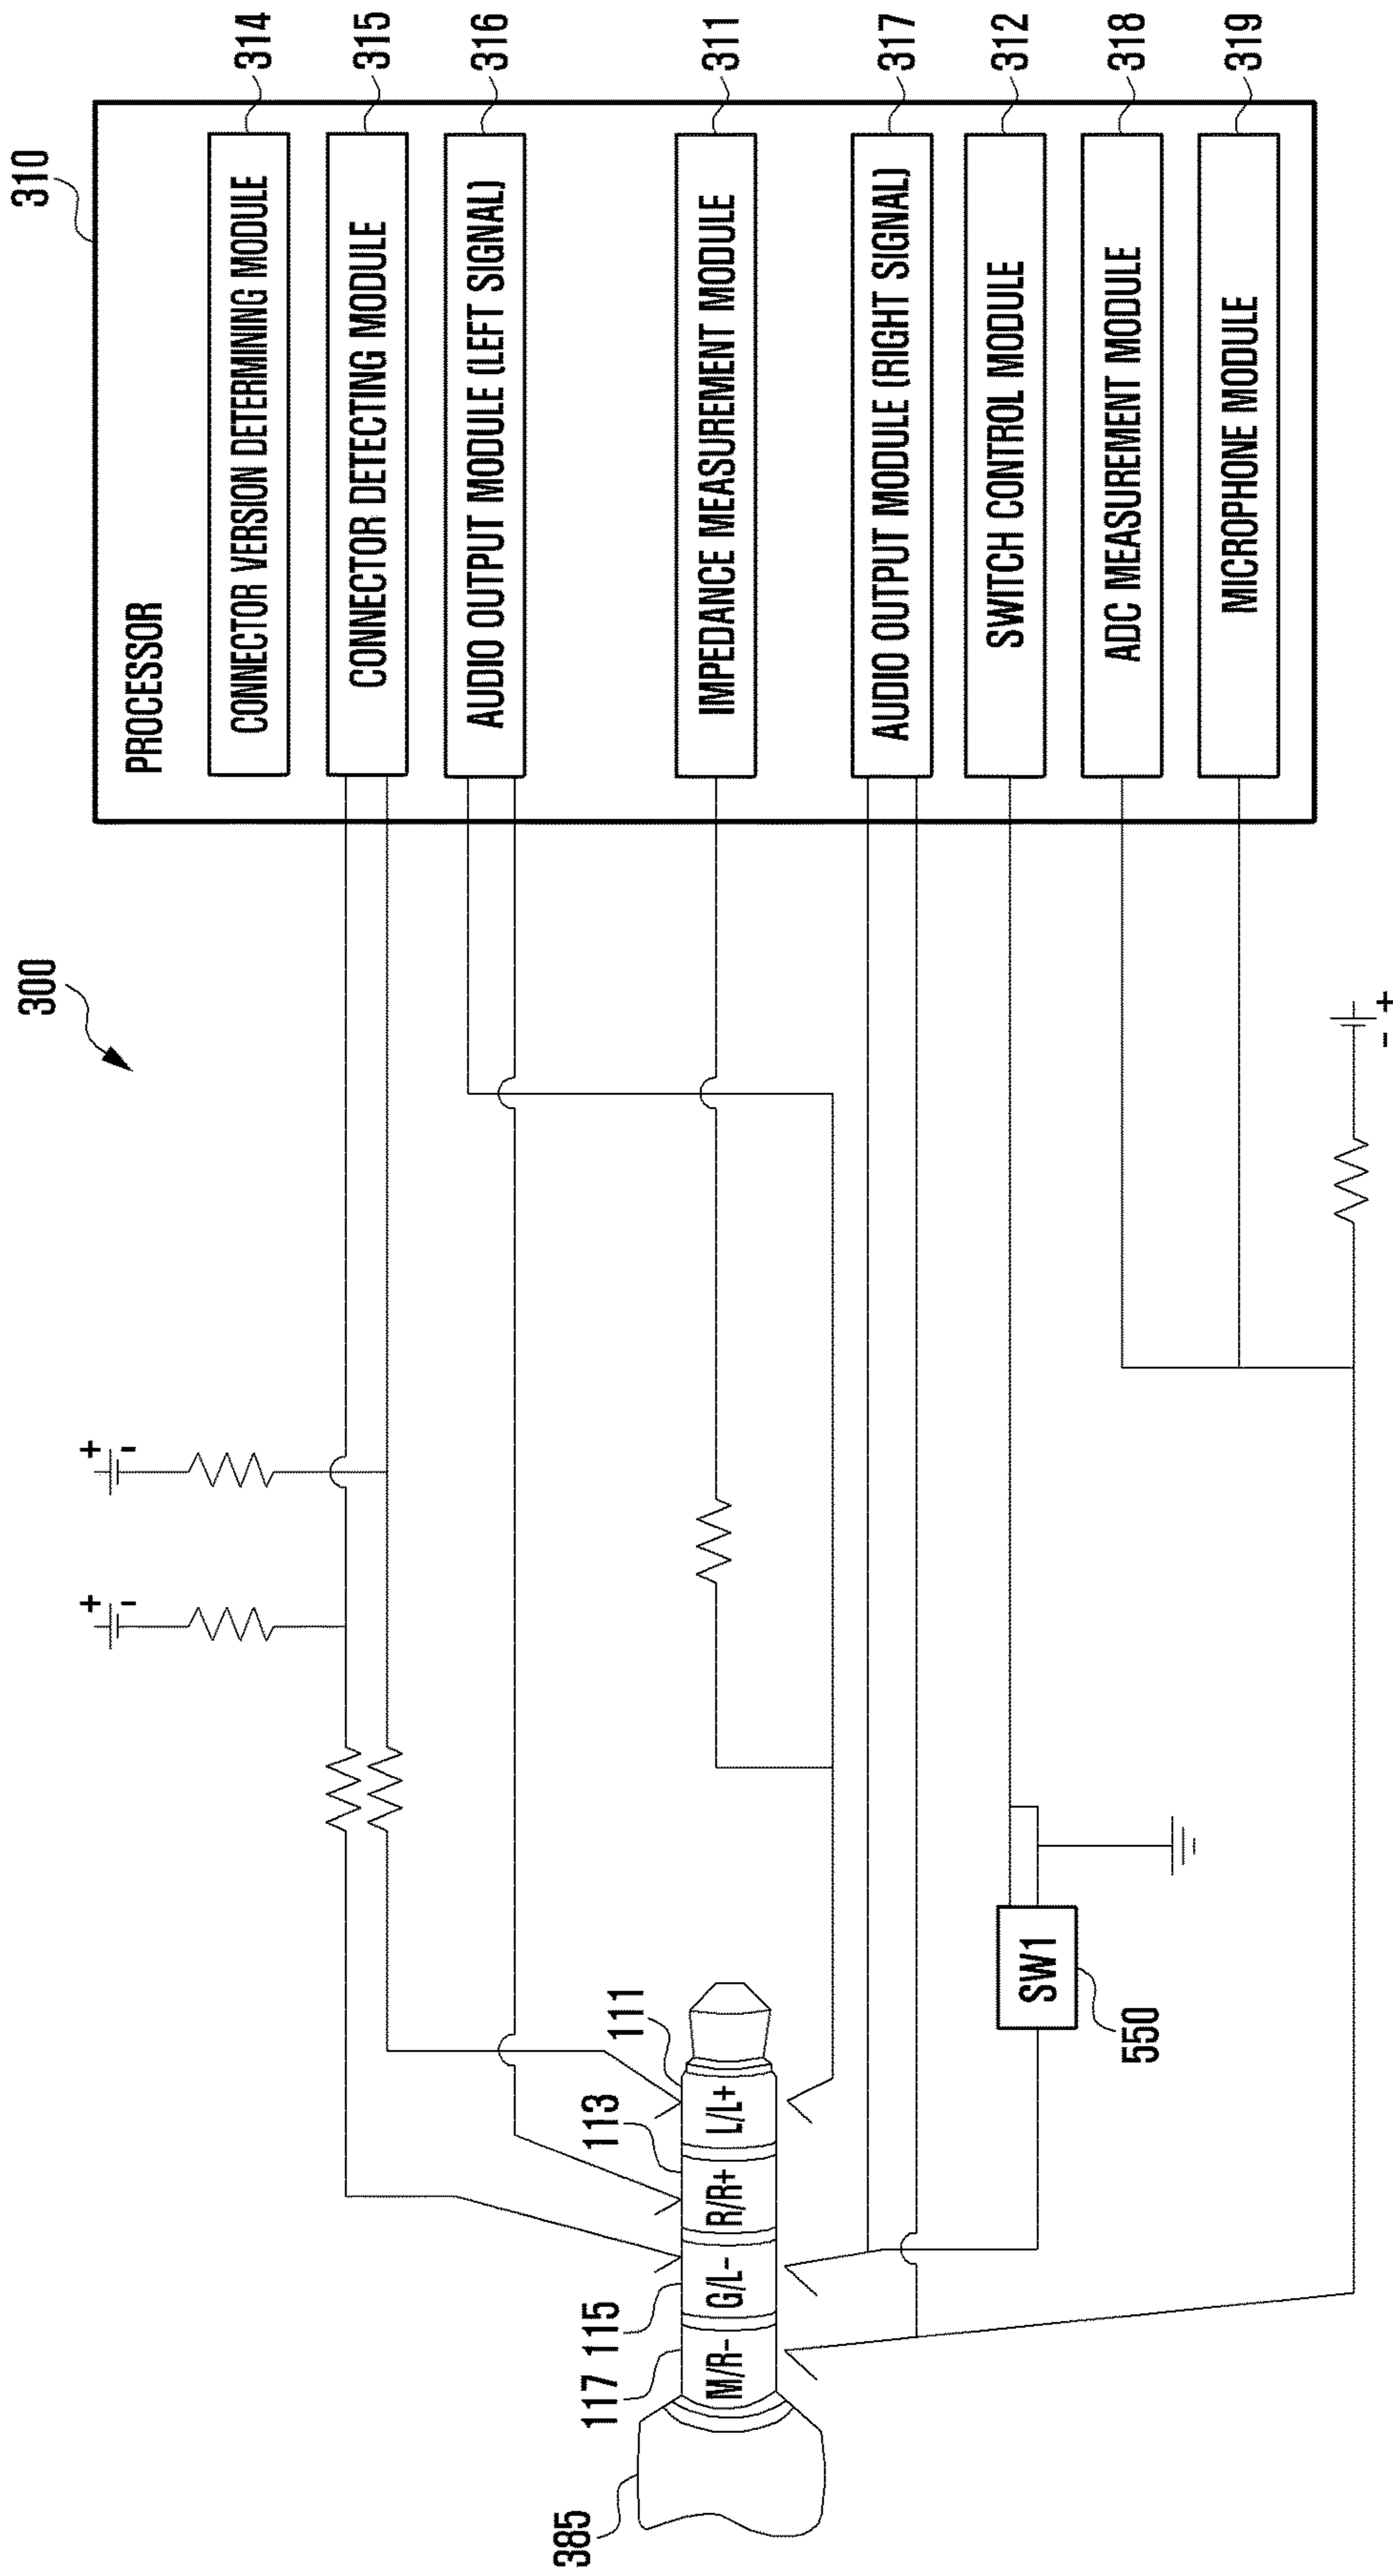 310
300
PROCESSOR
CONNECTOR VERSION DETERMINING MODULE
314
CONNECTOR DETECTING MODULE
315
AUDIO OUTPUT MODULE (LEFT SIGNAL)
316
IMPEDANCE MEASUREMENT MODULE
311
AUDIO OUTPUT MODULE (RIGHT SIGNAL)
317
SWITCH CONTROL MODULE
312
ADC MEASUREMENT MODULE
318
MICROPHONE MODULE
319
+ -
+ -
- +
385
117
115
113
111
M/R-
G/L-
R/R+
L/L+
SW1
550